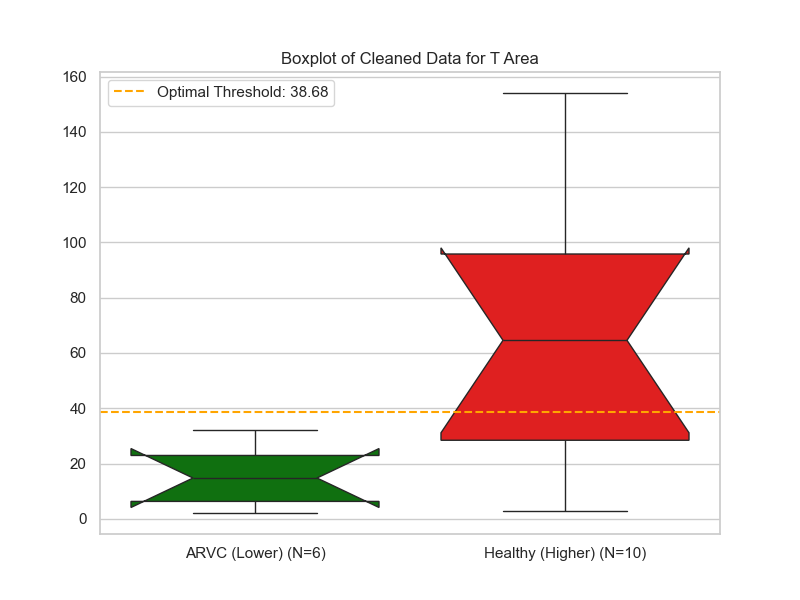 Boxplot of Cleaned Data for T Area
Optimal Threshold: 38.68
160
140
120
100
80
60
40
20
0
ARVC (Lower) (N=6)
Healthy (Higher) (N=10)